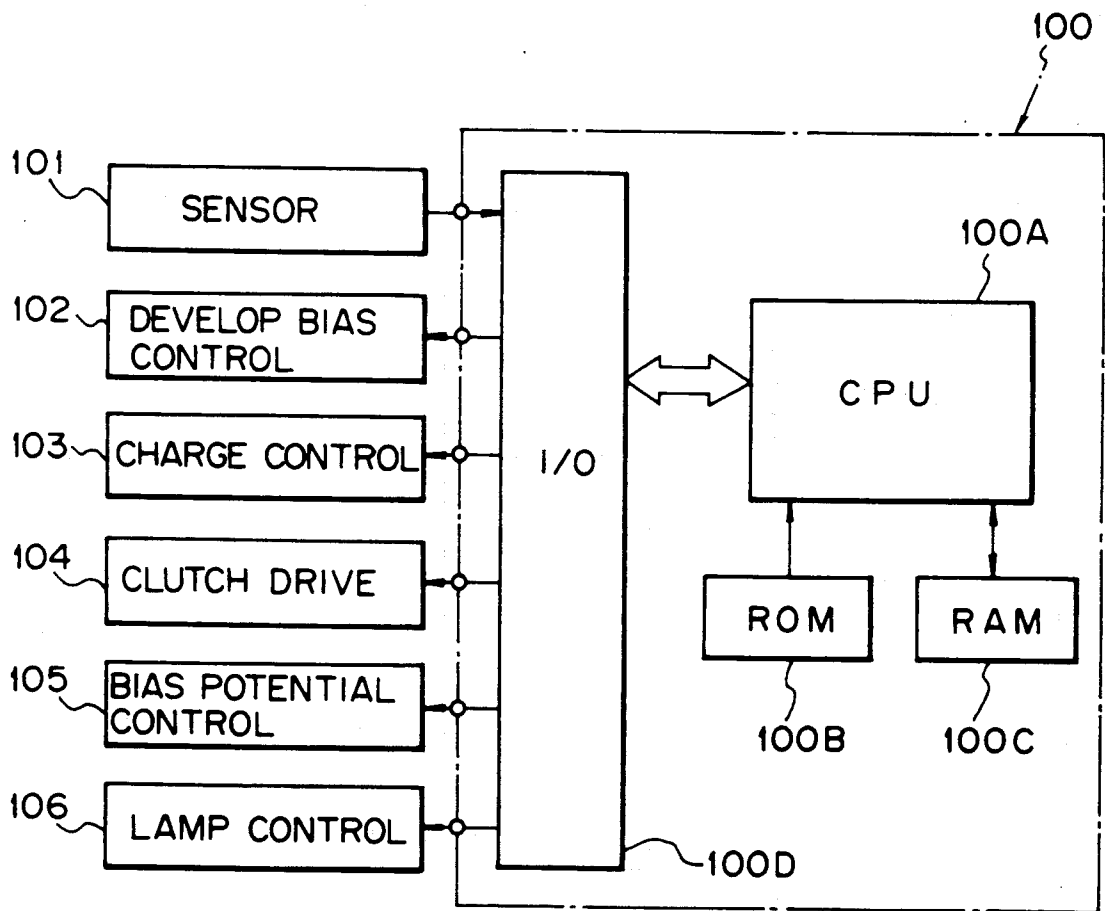 100
101
SENSOR
100A
102
DEVELOP BIAS
CONTROL
CPU
103
CHARGE CONTROL
I/O
104
CLUTCH DRIVE
ROM
RAM
105
BIAS POTENTIAL
CONTROL
100B
100C
106
LAMP CONTROL
100D